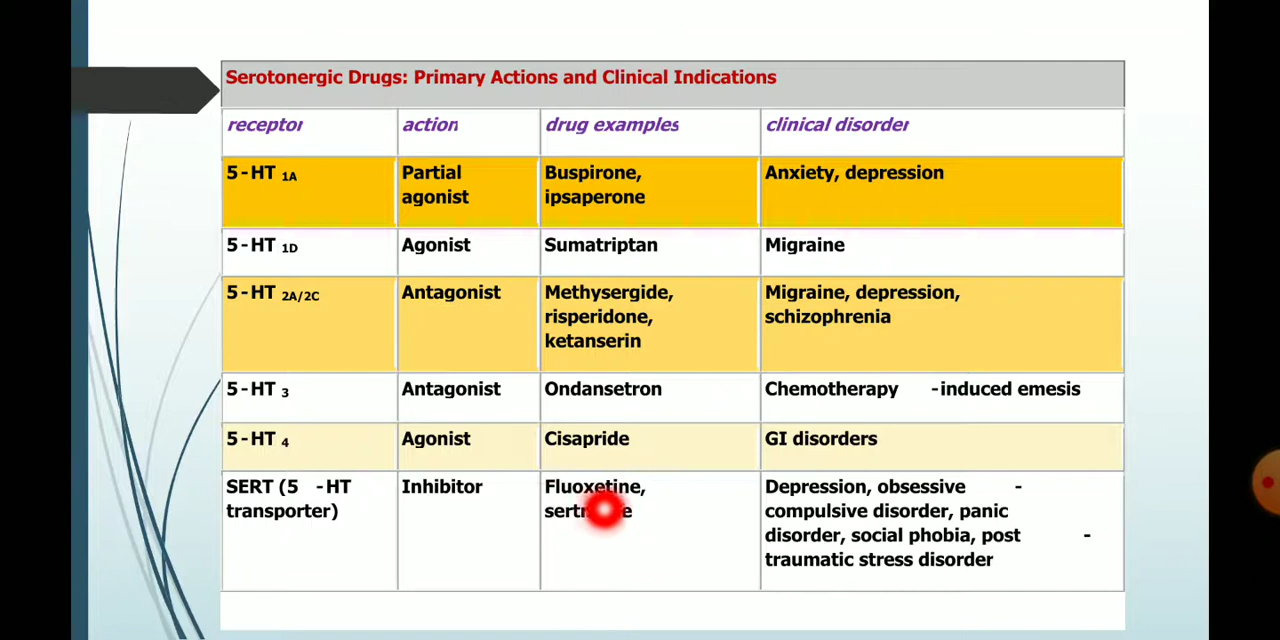 Serotonergic Drugs: Primary Actions and Clinical Indications
receptor action drug examples clinical disorder
5-HT 1A Partial agonist Buspirone, ipsaperone Anxiety, depression
5-HT 1D Agonist Sumatriptan Migraine
5-HT 2A/2C Antagonist Methysergide, risperidone, ketanserin Migraine, depression, schizophrenia
5-HT 3 Antagonist Ondansetron Chemotherapy -induced emesis
5-HT 4 Agonist Cisapride GI disorders
SERT (5 -HT transporter) Inhibitor Fluoxetine, Depression, obsessive - compulsive disorder, panic disorder, social phobia, post - traumatic stress disorder